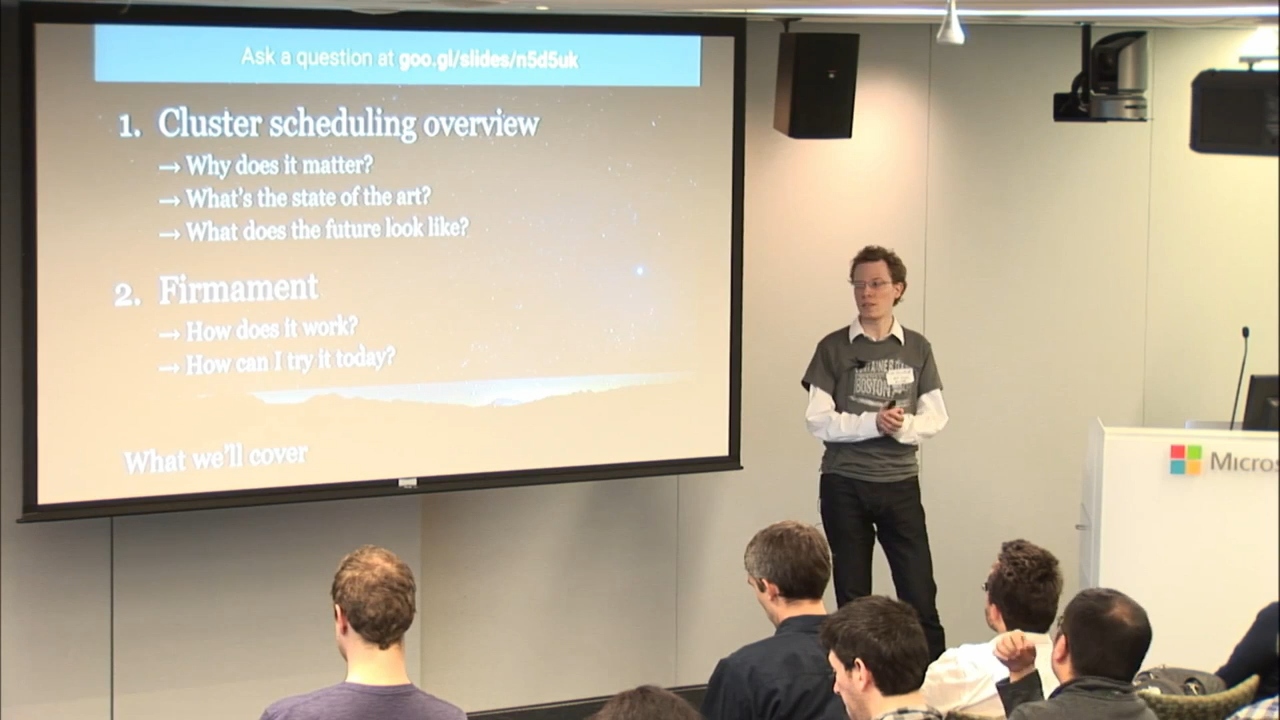 Ask a question at goo.gl/slides/n5d5uk
1. Cluster scheduling overview
→ Why does it matter?
→ What's the state of the art?
→ What does the future look like?
2. Firmament
→ How does it work?
→ How can I try it today?
What we'll cover
BOSTON
Micros